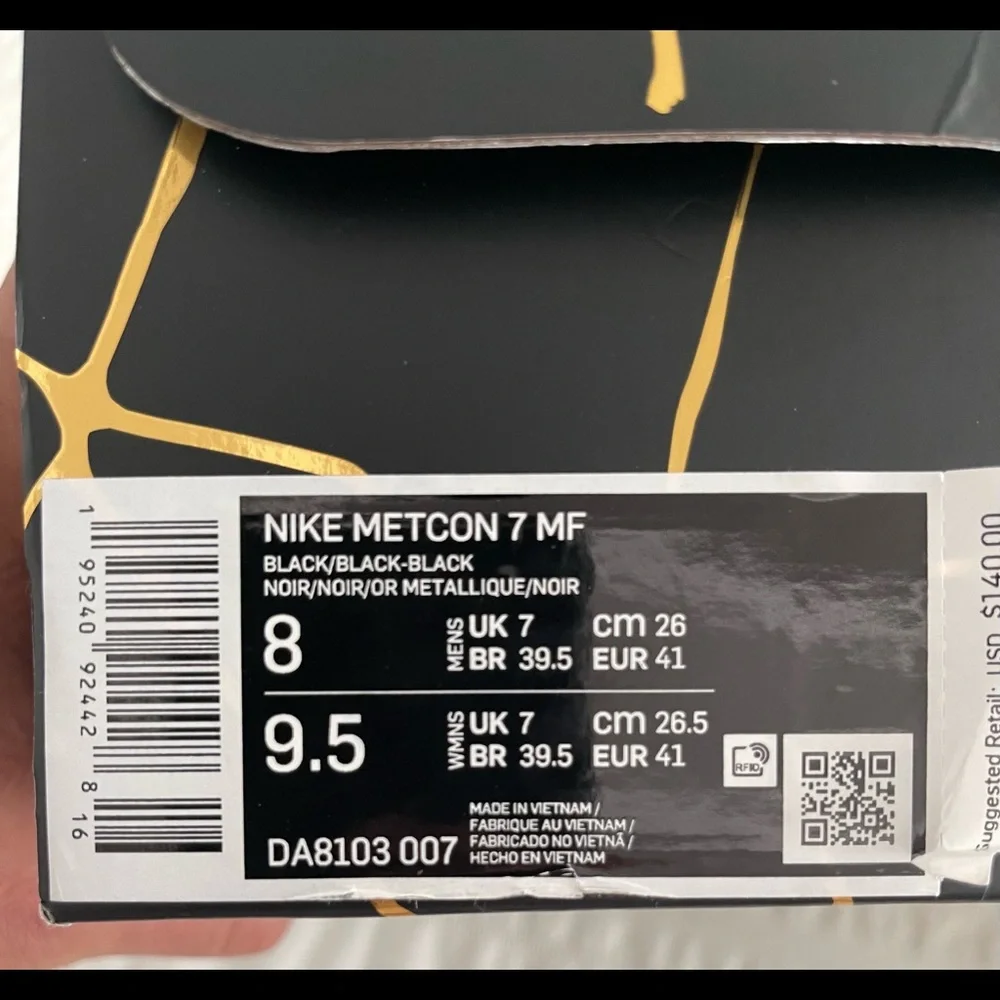 NIKE METCON 7 MF
BLACK/BLACK-BLACK
NOIR/NOIR/OR METALLIQUE/NOIR
8 MENS UK 7 cm 26
BR 39.5 EUR 41
9.5 WMNS UK 7 cm 26.5
BR 39.5 EUR 41
RFID
MADE IN VIETNAM /
FABRIQUE AU VIETNAM /
FABRICADO NO VIETNÃ /
HECHO EN VIETNAM
DA8103 007
1 95240 92442 8 16
Suggested Retail: USD $140.00